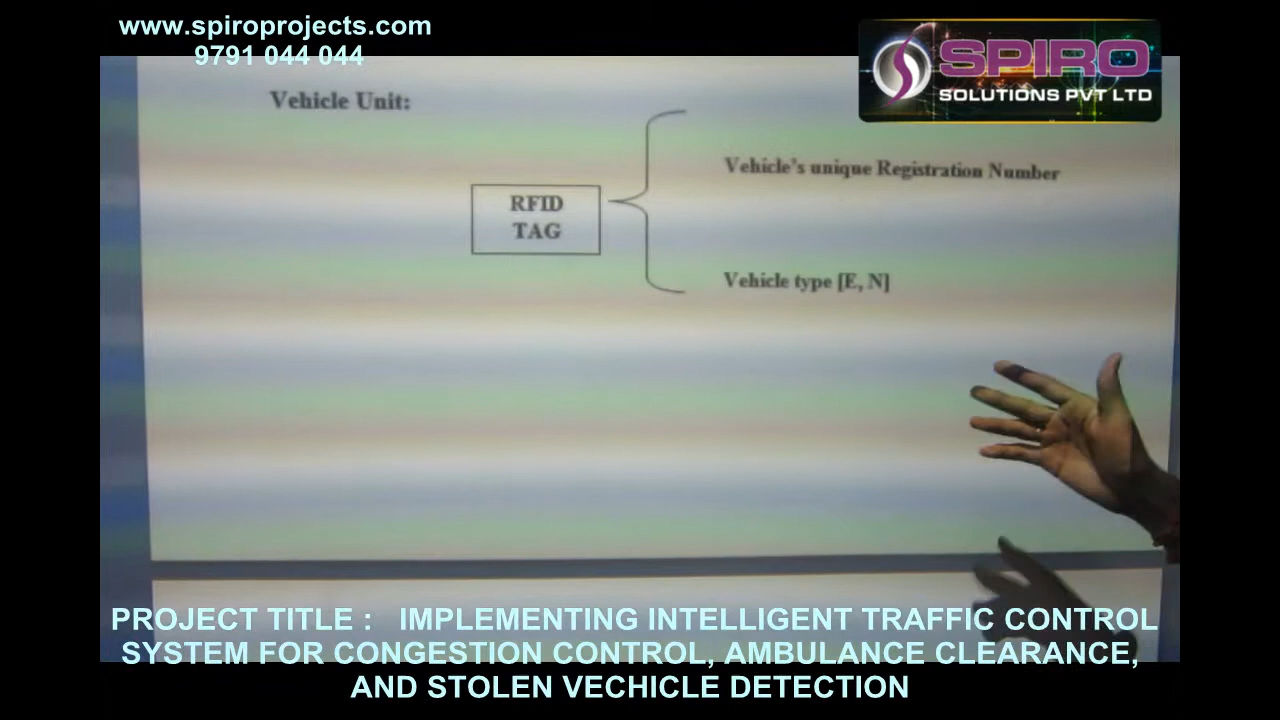 www.spiroprojects.com
9791 044 044
SPIRO
SOLUTIONS PVT LTD
Vehicle Unit:
Vehicle's unique Registration Number
RFID
TAG
Vehicle type [E, N]
PROJECT TITLE : IMPLEMENTING INTELLIGENT TRAFFIC CONTROL
SYSTEM FOR CONGESTION CONTROL, AMBULANCE CLEARANCE,
AND STOLEN VECHICLE DETECTION